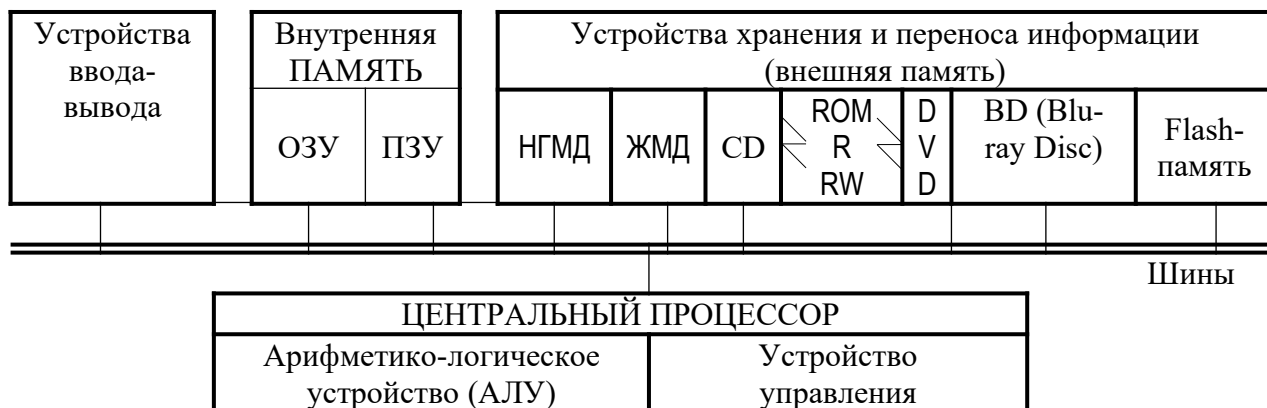 Устройства
ввода-
вывода
Внутренняя
ПАМЯТЬ
ОЗУ
ПЗУ
Устройства хранения и переноса информации
(внешняя память)
НГМД
ЖМД
CD
ROM
R
RW
D
V
D
BD (Blu-
ray Disc)
Flash-
память
Шины
ЦЕНТРАЛЬНЫЙ ПРОЦЕССОР
Арифметико-логическое
устройство (АЛУ)
Устройство
управления